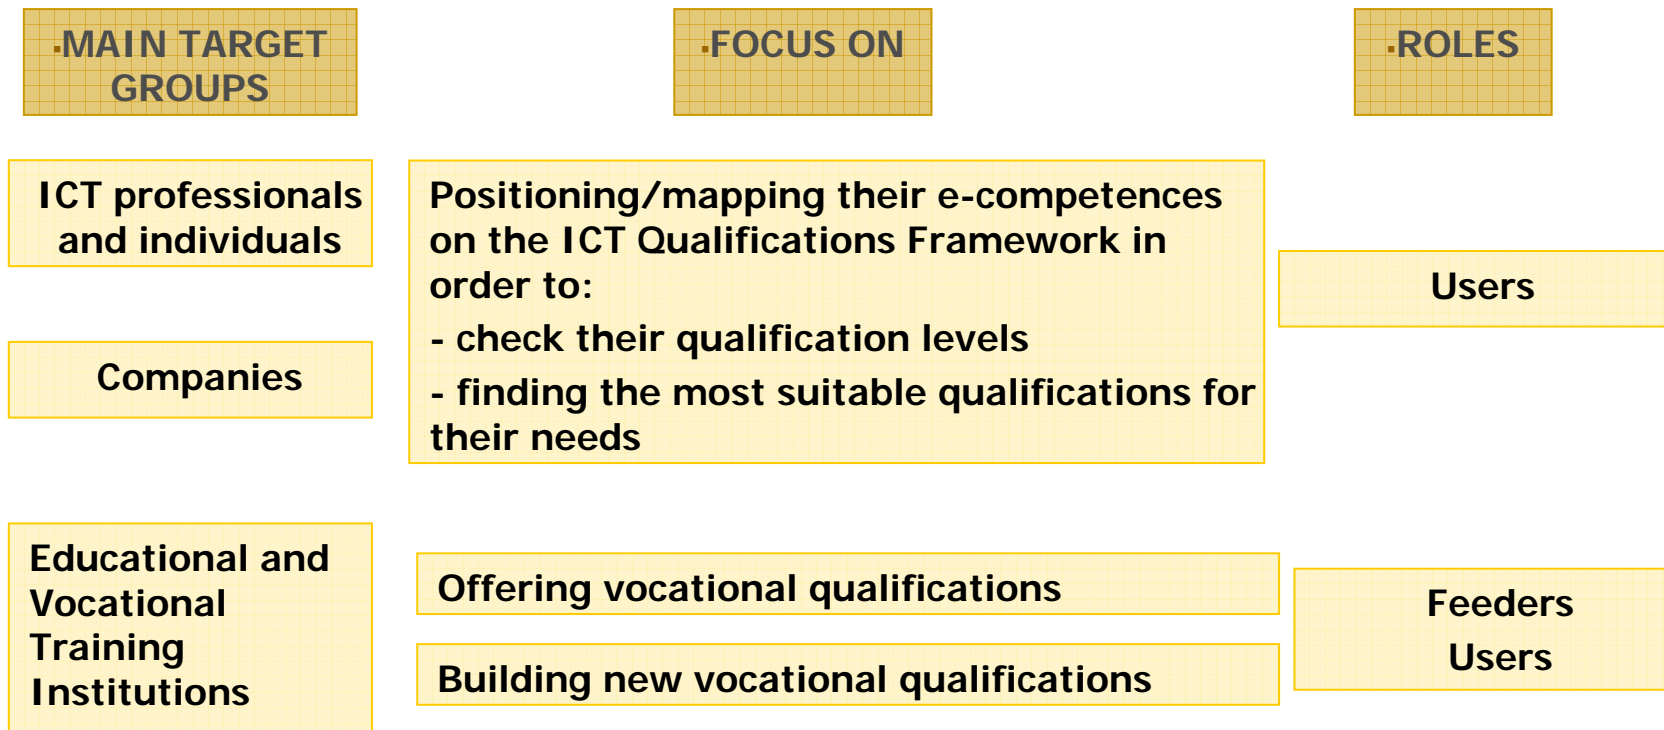 ▪MAIN TARGET
GROUPS
▪FOCUS ON
▪ROLES
ICT professionals
and individuals
Companies
Positioning/mapping their e-competences
on the ICT Qualifications Framework in
order to:
- check their qualification levels
- finding the most suitable qualifications for
their needs
Users
Educational and
Vocational
Training
Institutions
Offering vocational qualifications
Building new vocational qualifications
Feeders
Users